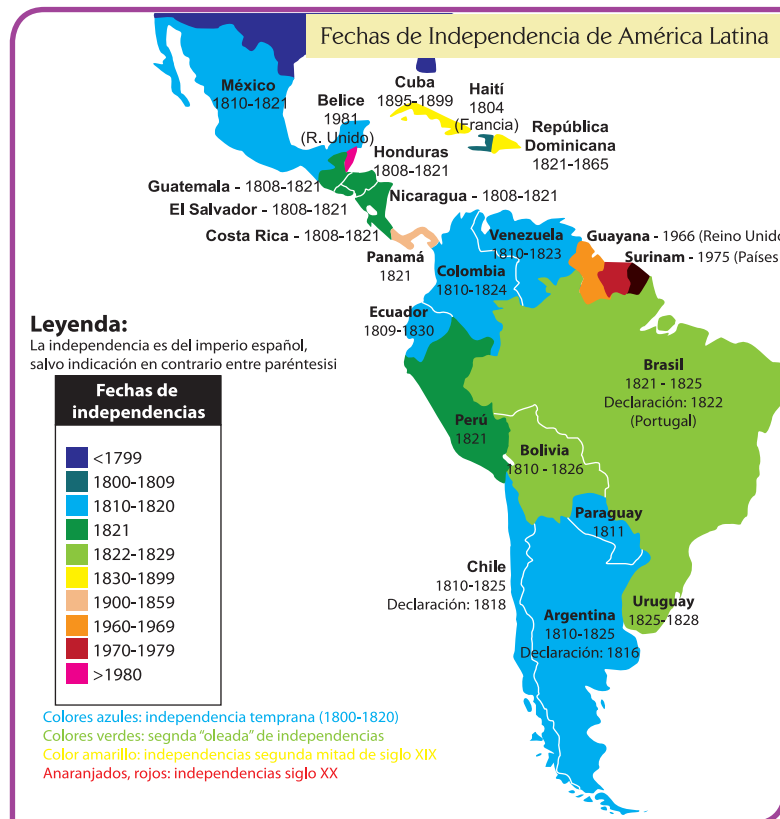 Fechas de Independencia de América Latina
México
1810-1821
Cuba
1895-1899
Haití
1804
(Francia)
Belice
1981
(R. Unido)
República
Dominicana
1821-1865
Honduras
1808-1821
Guatemala - 1808-1821
Nicaragua - 1808-1821
El Salvador - 1808-1821
Costa Rica - 1808-1821
Panamá
1821
Venezuela
1810-1823
Guayana - 1966 (Reino Unido
Surinam - 1975 (Países
Colombia
1810-1824
Ecuador
1809-1830
Leyenda:
La independencia es del imperio español,
salvo indicación en contrario entre paréntesisi
Fechas de
independencias
<1799
1800-1809
1810-1820
1821
1822-1829
1830-1899
1900-1859
1960-1969
1970-1979
>1980
Brasil
1821 - 1825
Declaración: 1822
(Portugal)
Perú
1821
Bolivia
1810 - 1826
Paraguay
1811
Chile
1810-1825
Declaración: 1818
Argentina
1810-1825
Declaración: 1816
Uruguay
1825-1828
Colores azules: independencia temprana (1800-1820)
Colores verdes: segnda "oleada" de independencias
Color amarillo: independencias segunda mitad de siglo XIX
Anaranjados, rojos: independencias siglo XX